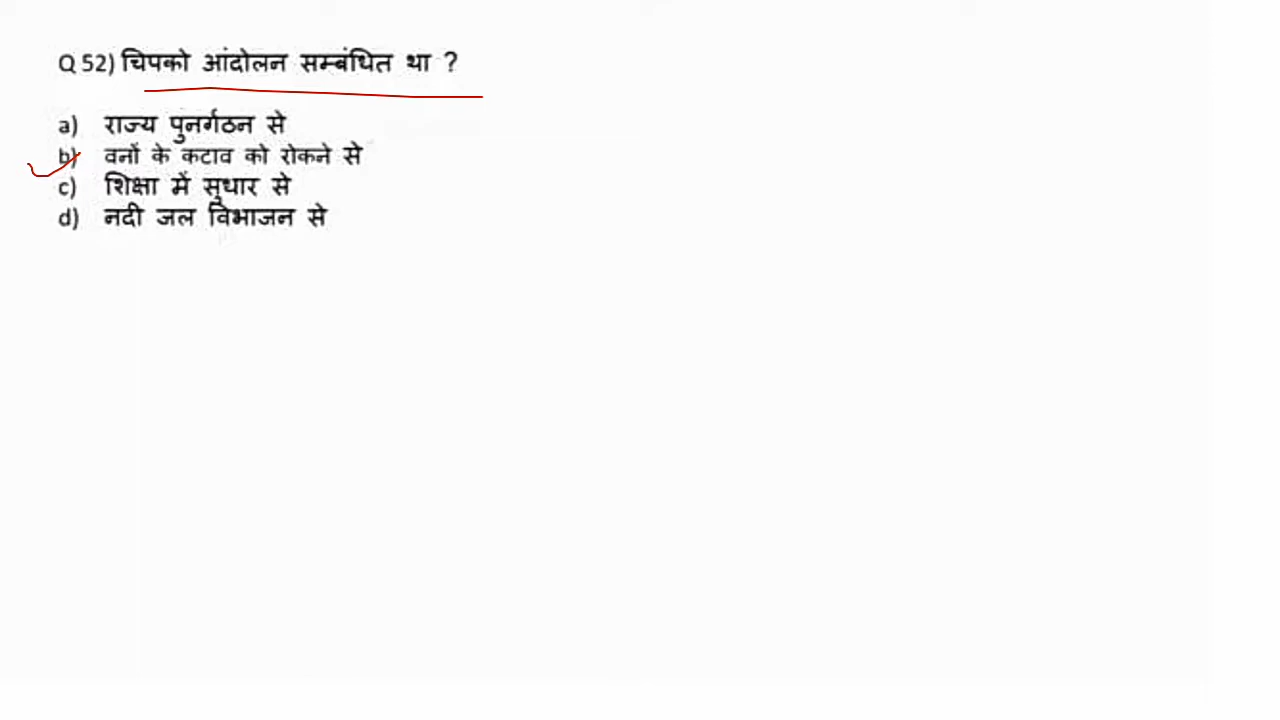 Q 52) चिपको आंदोलन सम्बंधित था ?
a) राज्य पुनर्गठन से
b) वनों के कटाव को रोकने से
c) शिक्षा में सुधार से
d) नदी जल विभाजन से